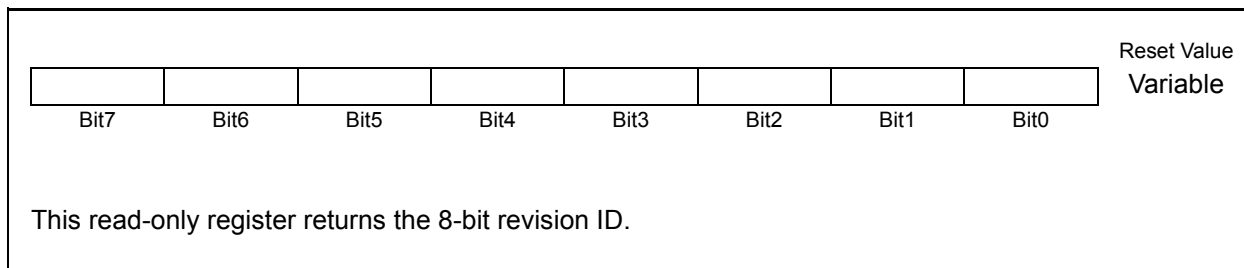 Reset Value
Variable
Bit7 Bit6 Bit5 Bit4 Bit3 Bit2 Bit1 Bit0
This read-only register returns the 8-bit revision ID.